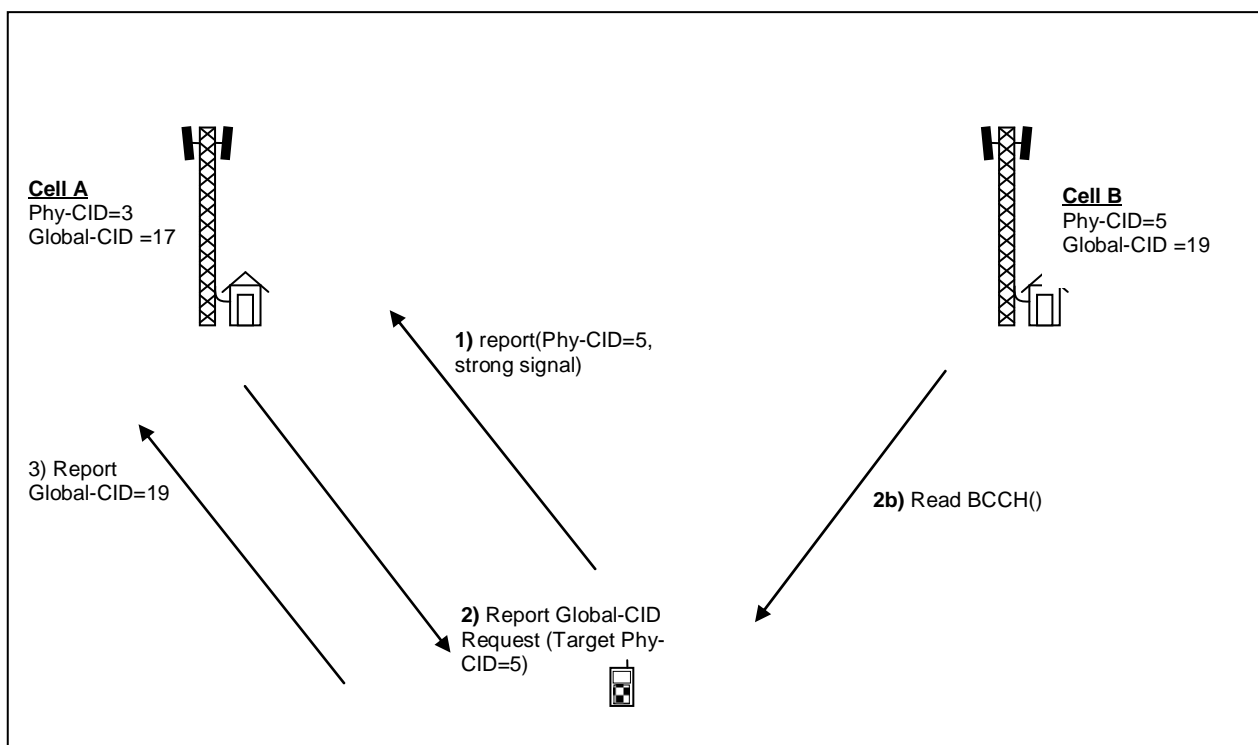 Cell A
Phy-CID=3
Global-CID =17
Cell B
Phy-CID=5
Global-CID =19
1) report(Phy-CID=5,
strong signal)
3) Report
Global-CID=19
2b) Read BCCH()
2) Report Global-CID
Request (Target Phy-
CID=5)